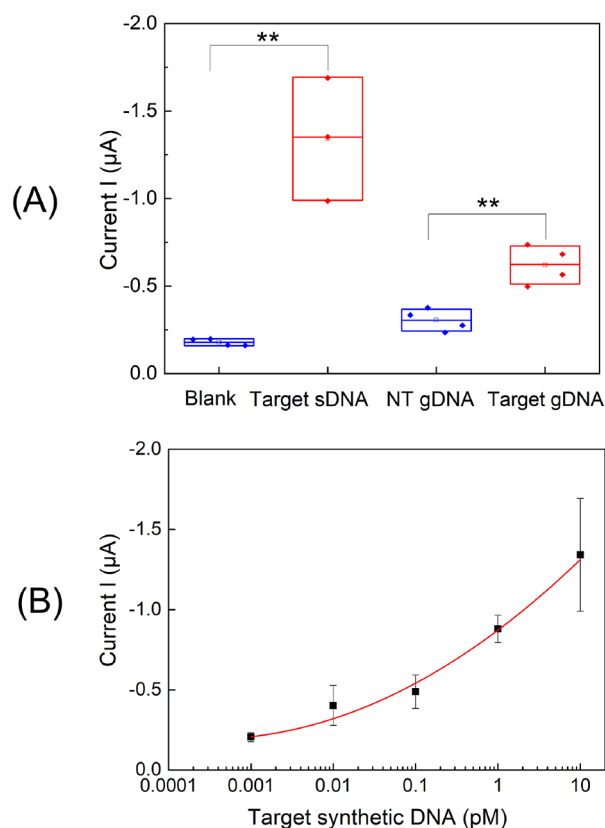 (A)
Current I (µA)
-2.0
-1.5
-1.0
-0.5
0.0
**
**
Blank Target sDNA NT gDNA Target gDNA
(B)
Current I (µA)
-2.0
-1.5
-1.0
-0.5
0.0
0.0001 0.001 0.01 0.1 1 10
Target synthetic DNA (pM)